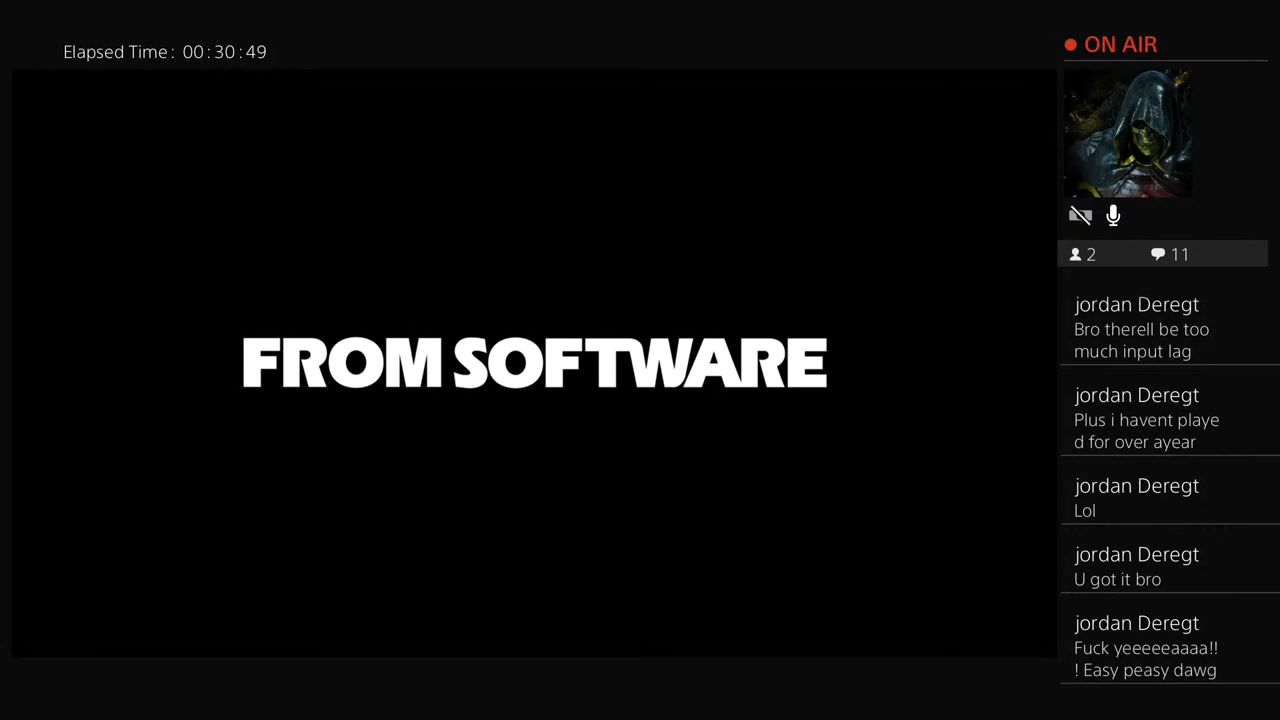 Elapsed Time: 00:30:49
ON AIR
FROM SOFTWARE
2
11
jordan Deregt
Bro therell be too
much input lag
jordan Deregt
Plus i havent playe
d for over ayear
jordan Deregt
Lol
jordan Deregt
U got it bro
jordan Deregt
Fuck yeeeeeaaaa!!
! Easy peasy dawg